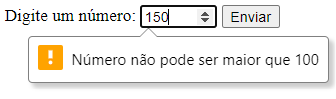 Digite um número: 150 Enviar
Número não pode ser maior que 100